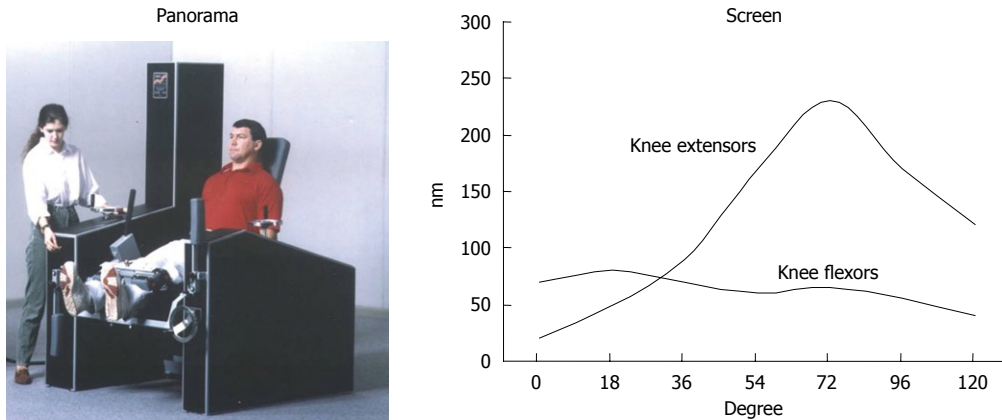 Panorama
Screen
300
250
200
150
100
50
0
nm
Knee extensors
Knee flexors
0 18 36 54 72 96 120
Degree